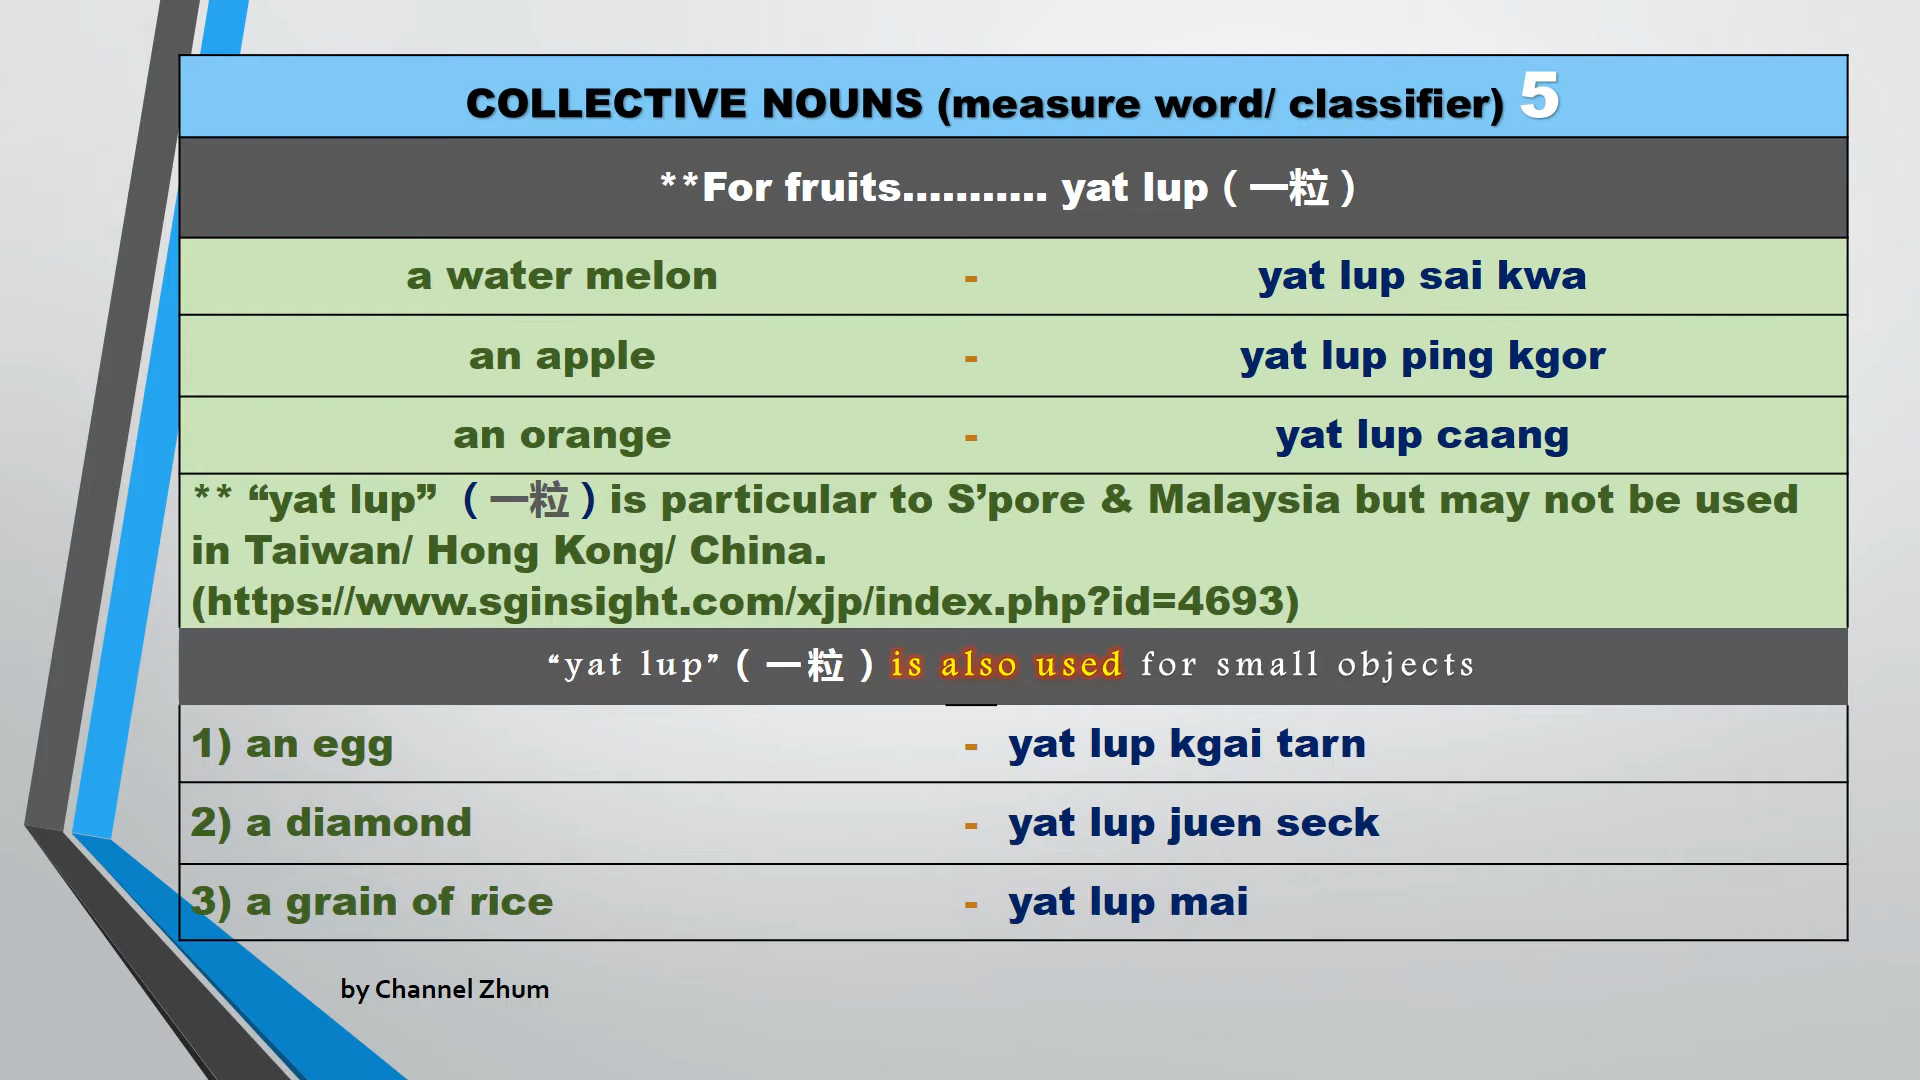 COLLECTIVE NOUNS (measure word/ classifier) 5
**For fruits........... yat lup（一粒）
a water melon - yat lup sai kwa
an apple - yat lup ping kgor
an orange - yat lup caang
** “yat lup” （一粒）is particular to S’pore & Malaysia but may not be used
in Taiwan/ Hong Kong/ China.
(https://www.sginsight.com/xjp/index.php?id=4693)
“yat lup”（一粒）is also used for small objects
1) an egg - yat lup kgai tarn
2) a diamond - yat lup juen seck
3) a grain of rice - yat lup mai
by Channel Zhum